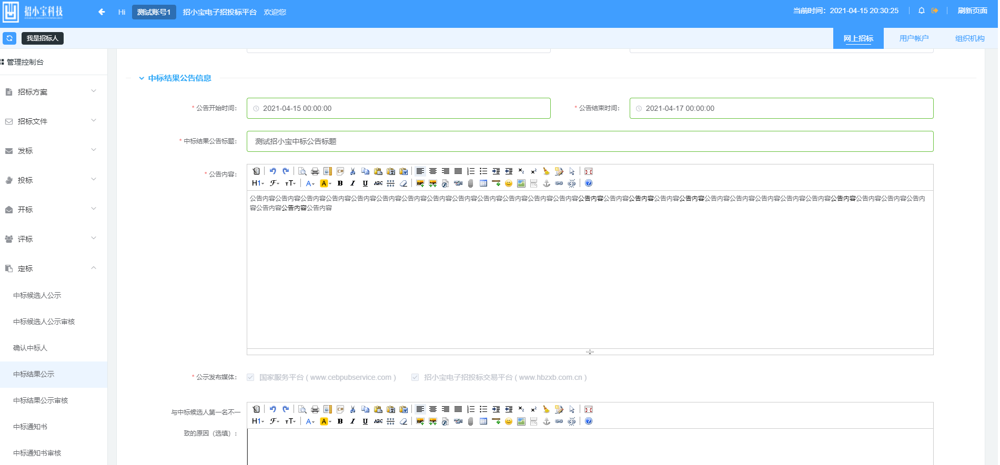 招小宝科技
Hi 测试账号1 招小宝电子招投标平台 欢迎您
当前时间：2021-04-15 20:30:25
刷新页面
我是招标人
网上招标 用户帐户 组织机构
管理控制台
招标方案
招标文件
发标
投标
开标
评标
定标
中标候选人公示
中标候选人公示审核
确认中标人
中标结果公示
中标结果公示审核
中标通知书
中标通知书审核
中标结果公告信息
* 公告开始时间: 2021-04-15 00:00:00
* 公告结束时间: 2021-04-17 00:00:00
* 中标结果公告标题: 测试招小宝中标公告标题
* 公告内容:
H1 F TT A A B I U ABC
公告内容公告内容公告内容公告内容公告内容公告内容公告内容公告内容公告内容公告内容公告内容公告内容公告内容公告内容公告内容公告内容公告内容公告内容公告内容公告内容公告内容公告内容公告内容公告内容公告内容公告内容公告内
容公告内容公告内容公告内容
* 公示发布媒体: 国家服务平台 ( www.cebpubservice.com ) 招小宝电子招投标交易平台 ( www.hbzxb.com.cn )
与中标候选人第一名不一
致的原因（选填）:
H1 F TT A A B I U ABC